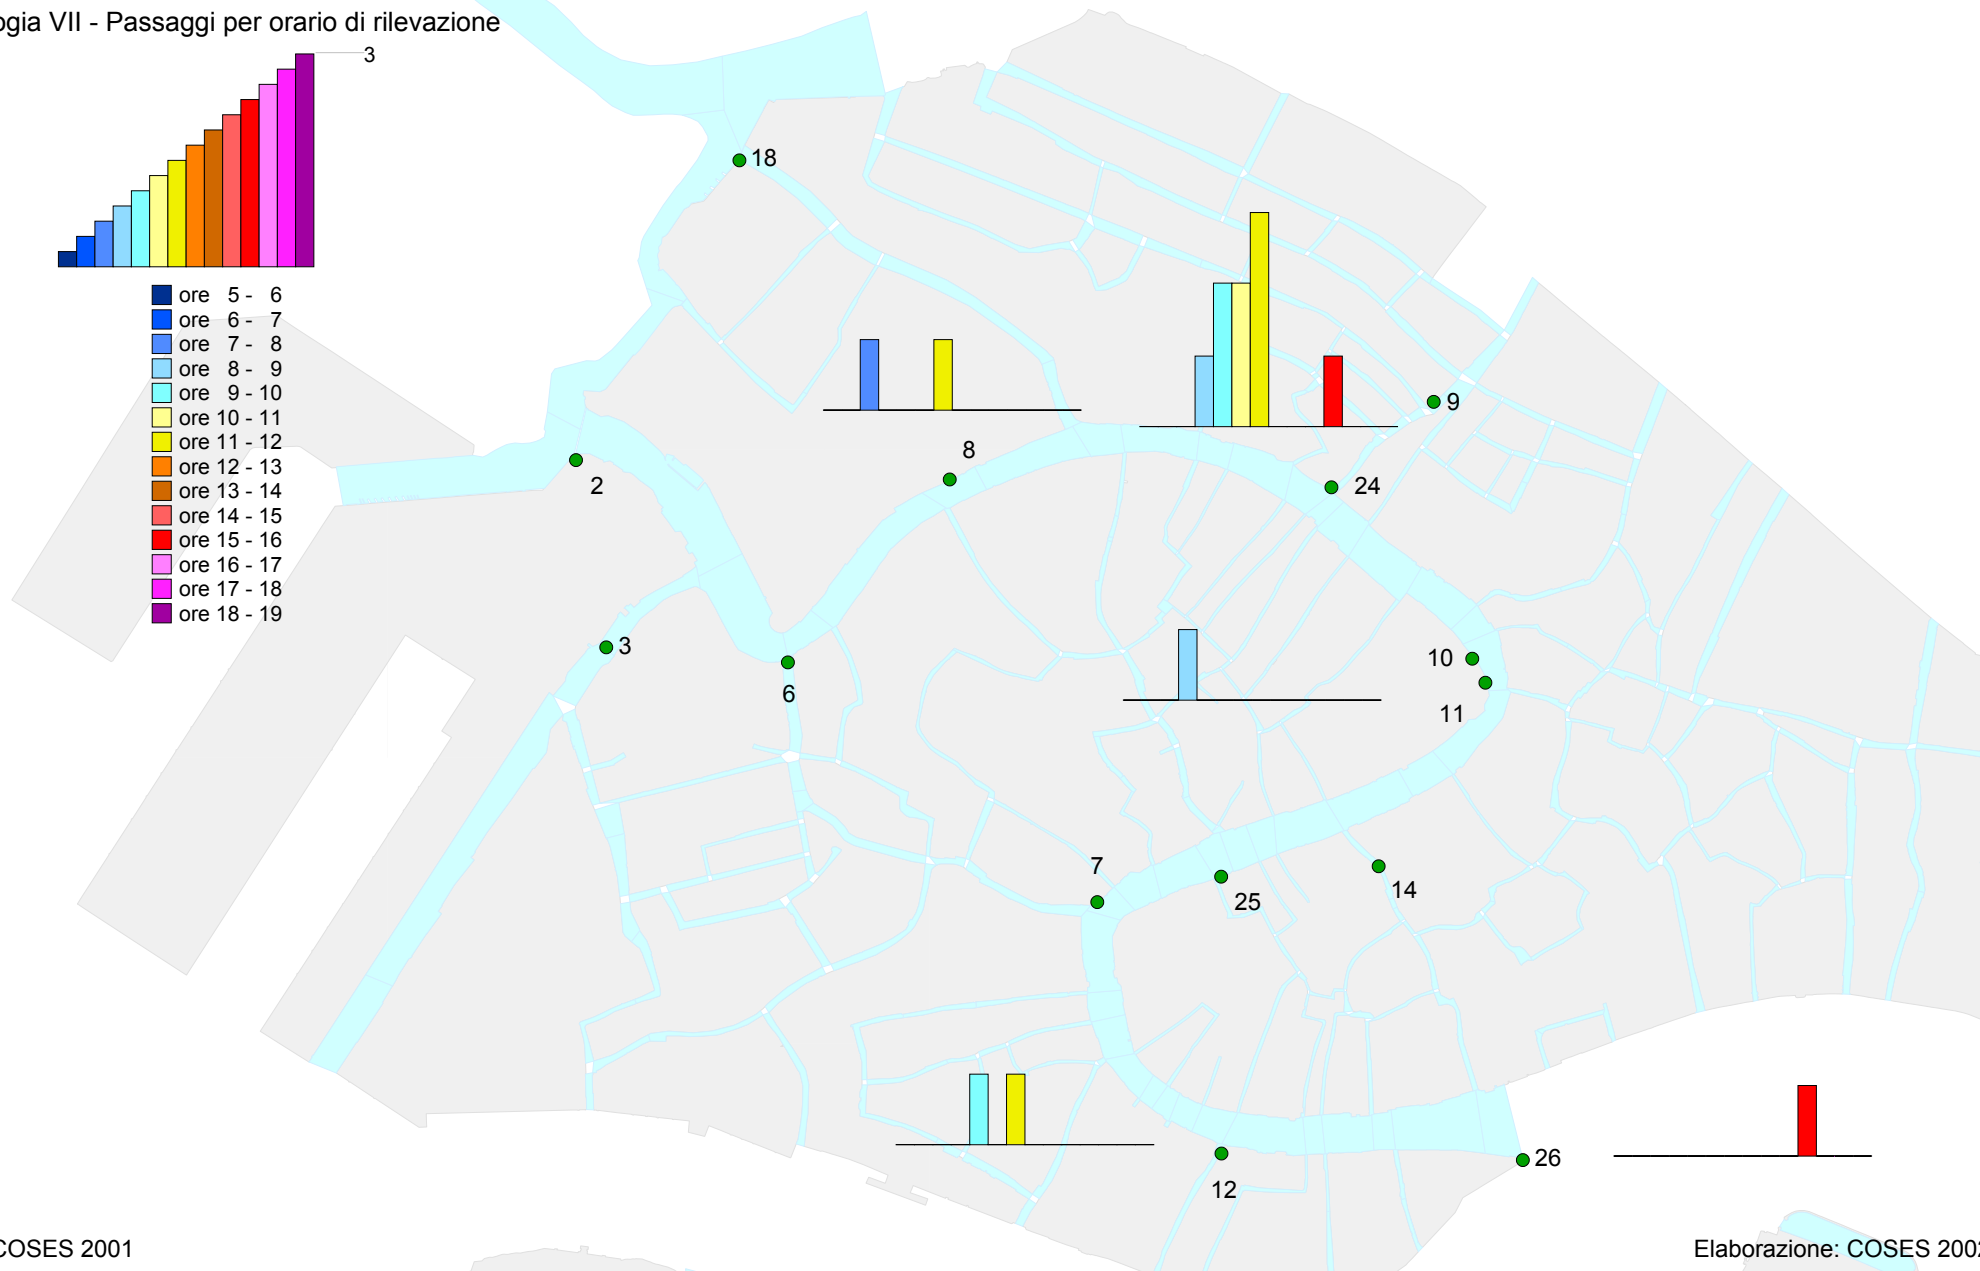 ogia VII - Passaggi per orario di rilevazione
3
ore 5 - 6
ore 6 - 7
ore 7 - 8
ore 8 - 9
ore 9 - 10
ore 10 - 11
ore 11 - 12
ore 12 - 13
ore 13 - 14
ore 14 - 15
ore 15 - 16
ore 16 - 17
ore 17 - 18
ore 18 - 19
18
9
8
2
24
3
10
6
11
7
25
14
12
26
COSES 2001
Elaborazione: COSES 2002